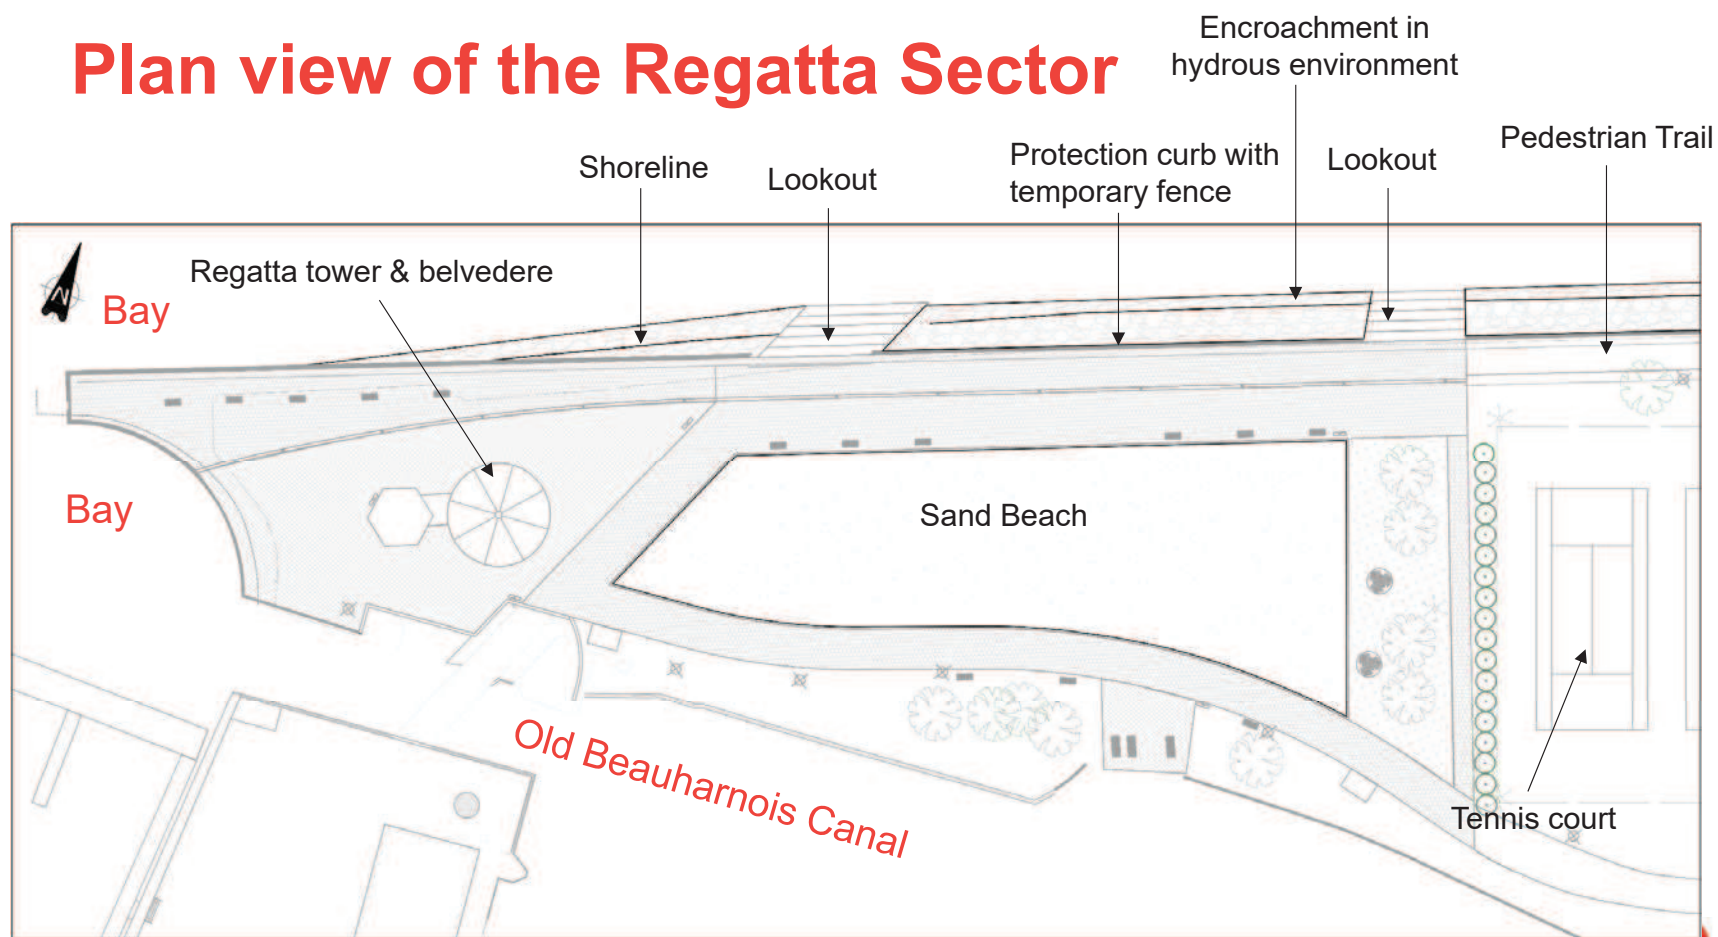 Plan view of the Regatta Sector
Encroachment in
hydrous environment
Pedestrian Trail
Shoreline
Lookout
Protection curb with
temporary fence
Lookout
N
Regatta tower & belvedere
Bay
Bay
Sand Beach
Old Beauharnois Canal
Tennis court